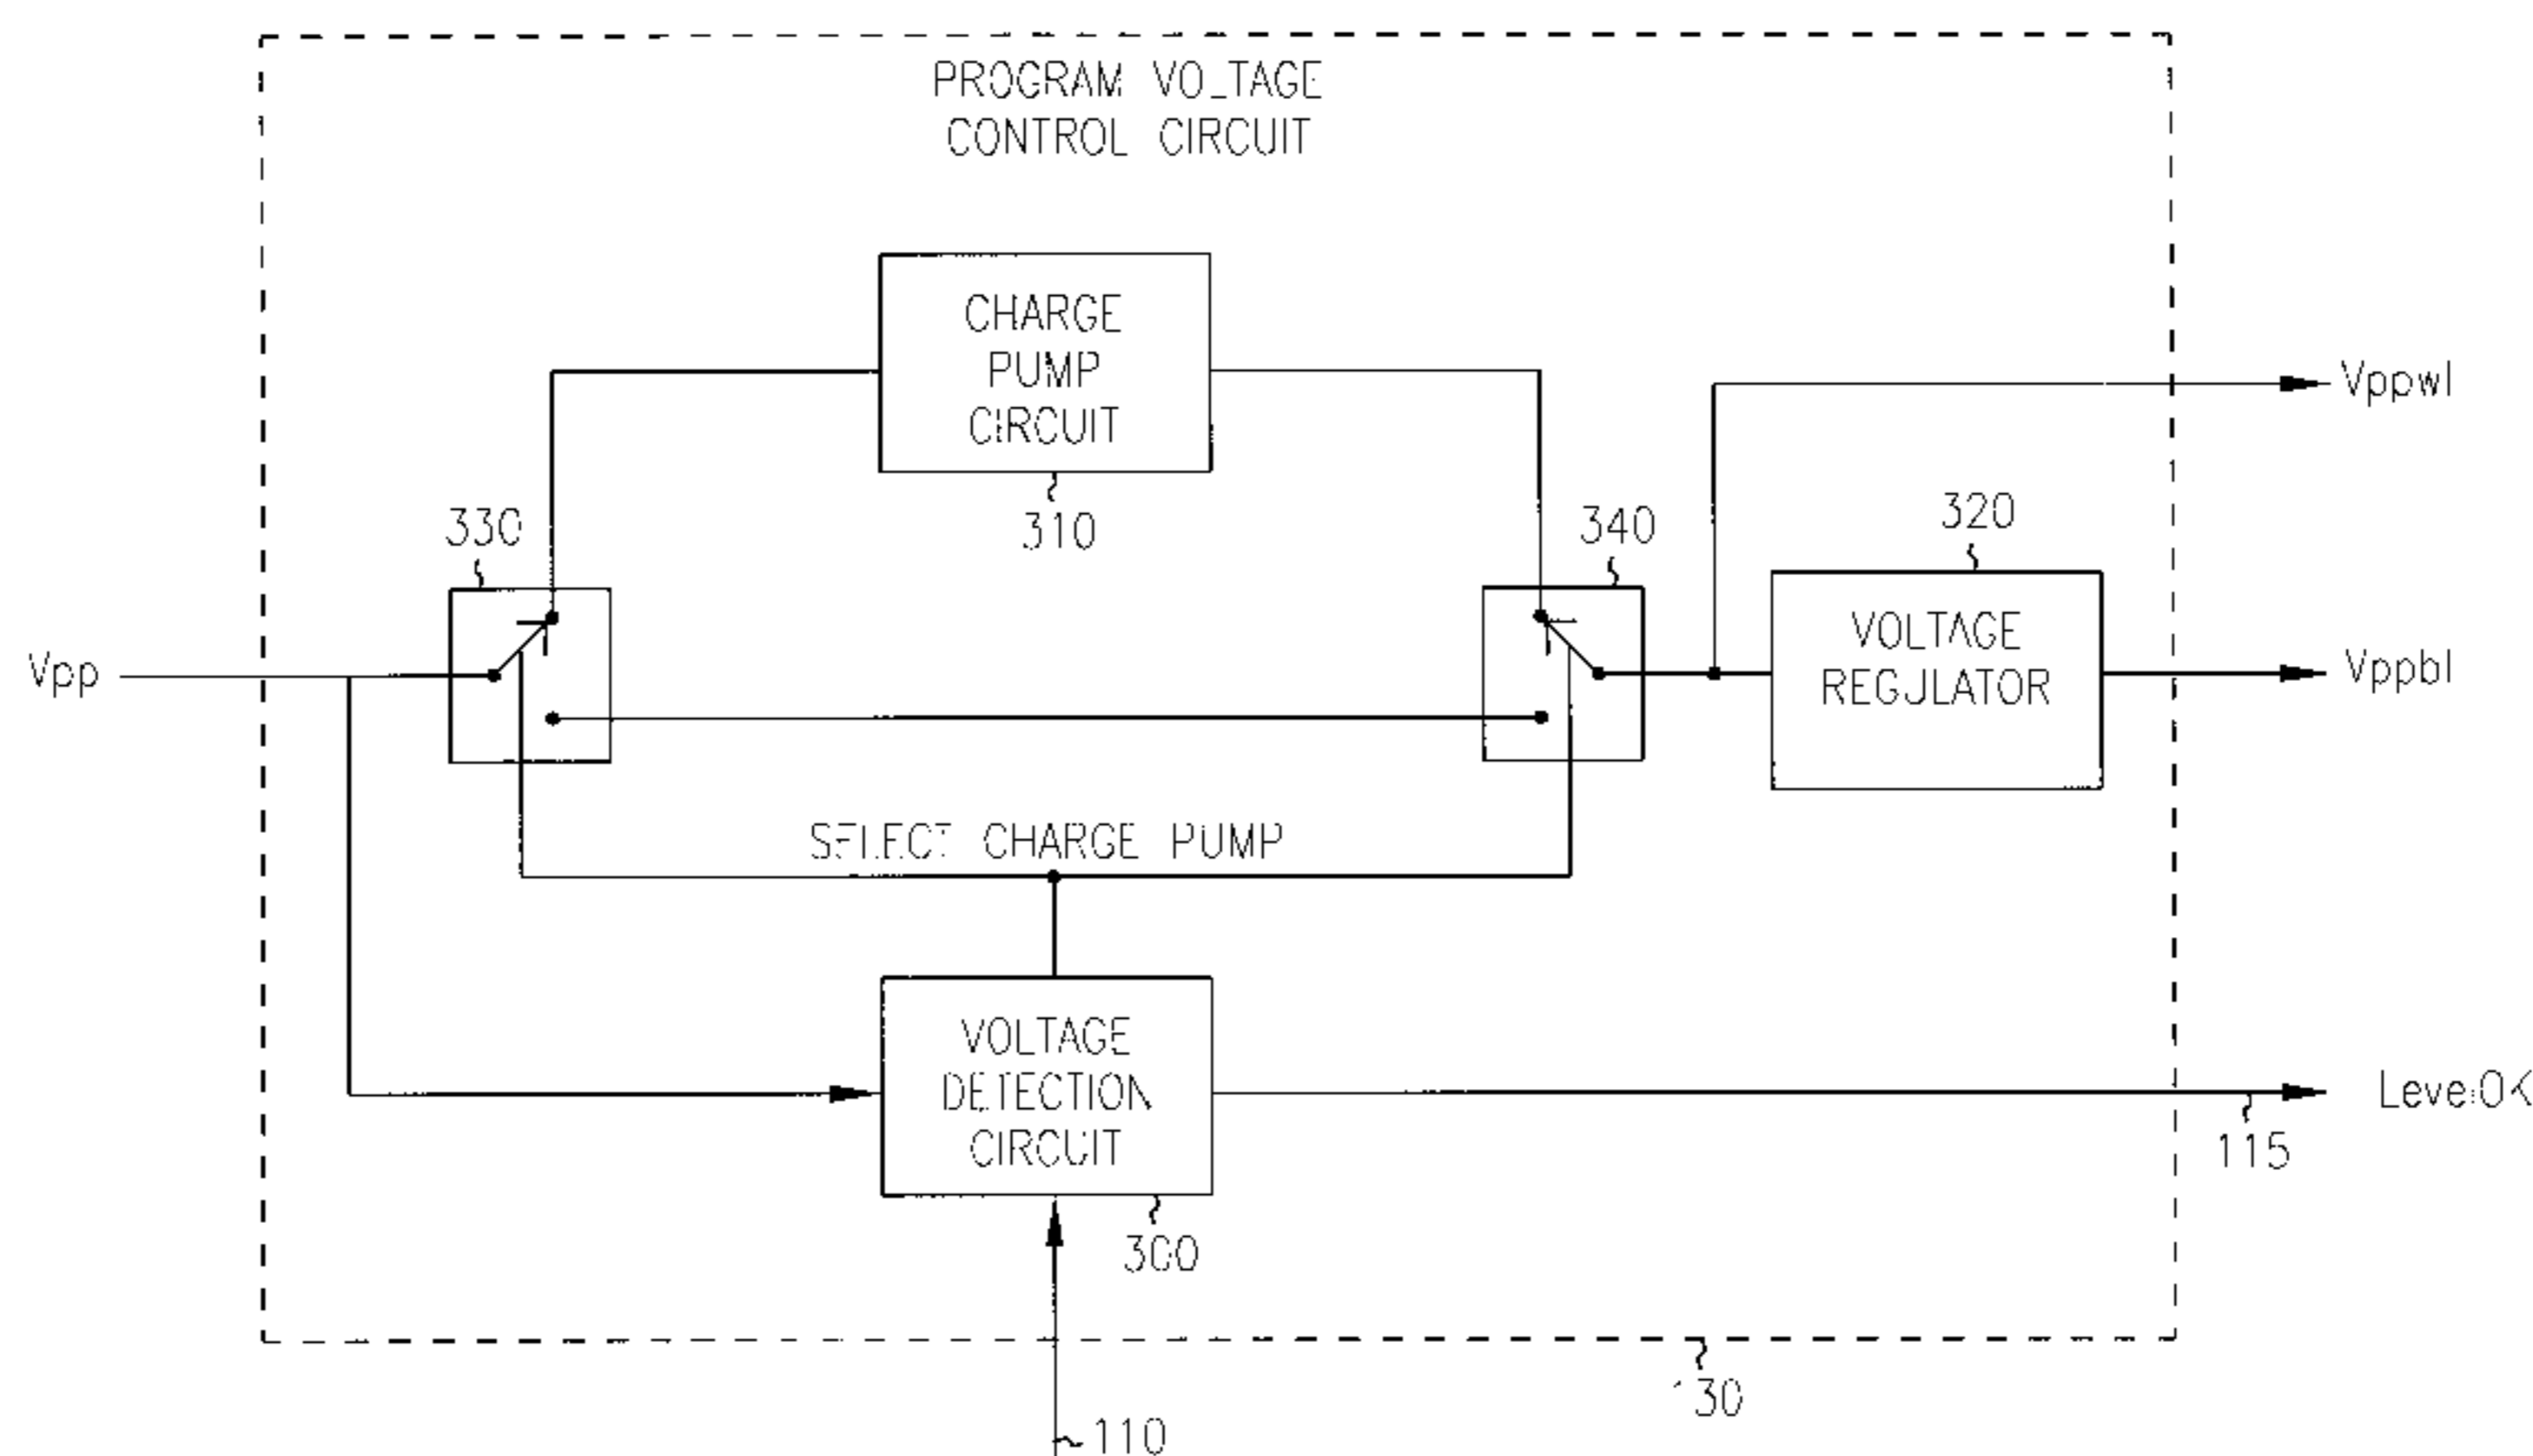 PROGRAM VOLTAGE
CONTROL CIRCUIT
CHARGE
PUMP
CIRCUIT
310
330
340
320
Vppwl
Vpp
VOLTAGE
REGULATOR
Vppbl
SELECT CHARGE PUMP
VOLTAGE
DETECTION
CIRCUIT
300
LevelOK
115
130
110